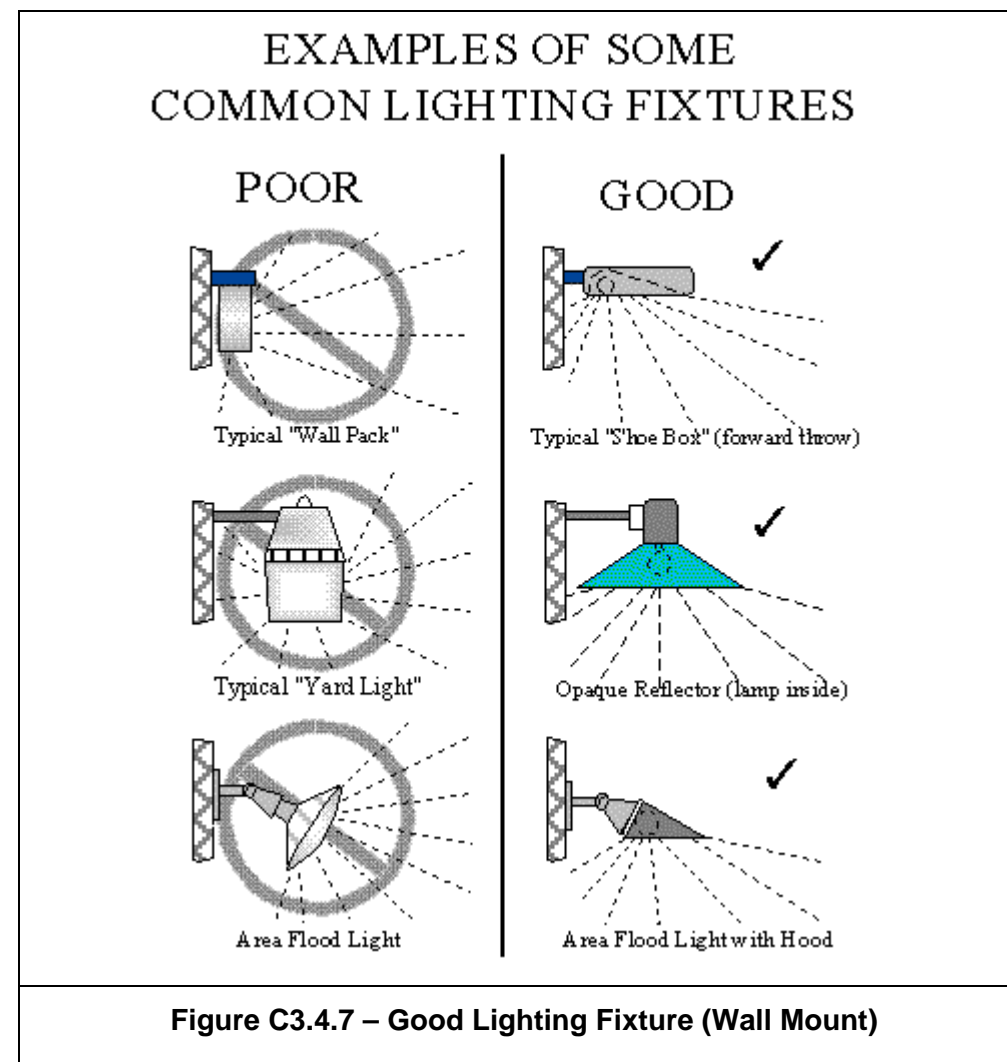 EXAMPLES OF SOME
COMMON LIGHTING FIXTURES
POOR
GOOD
Typical "Wall Pack"
Typical "Shoe Box" (forward throw)
Typical "Yard Light"
Opaque Reflector (lamp inside)
Area Flood Light
Area Flood Light with Hood
Figure C3.4.7 – Good Lighting Fixture (Wall Mount)